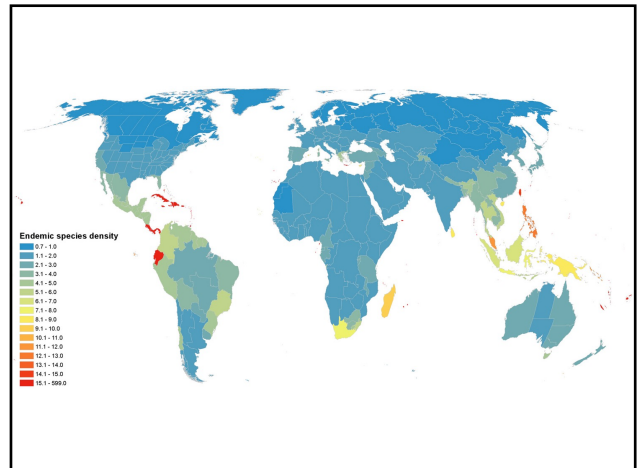 Endemic species density
0.7 - 1.0
1.1 - 2.0
2.1 - 3.0
3.1 - 4.0
4.1 - 5.0
5.1 - 6.0
6.1 - 7.0
7.1 - 8.0
8.1 - 9.0
9.1 - 10.0
10.1 - 11.0
11.1 - 12.0
12.1 - 13.0
13.1 - 14.0
14.1 - 15.0
15.1 - 599.0